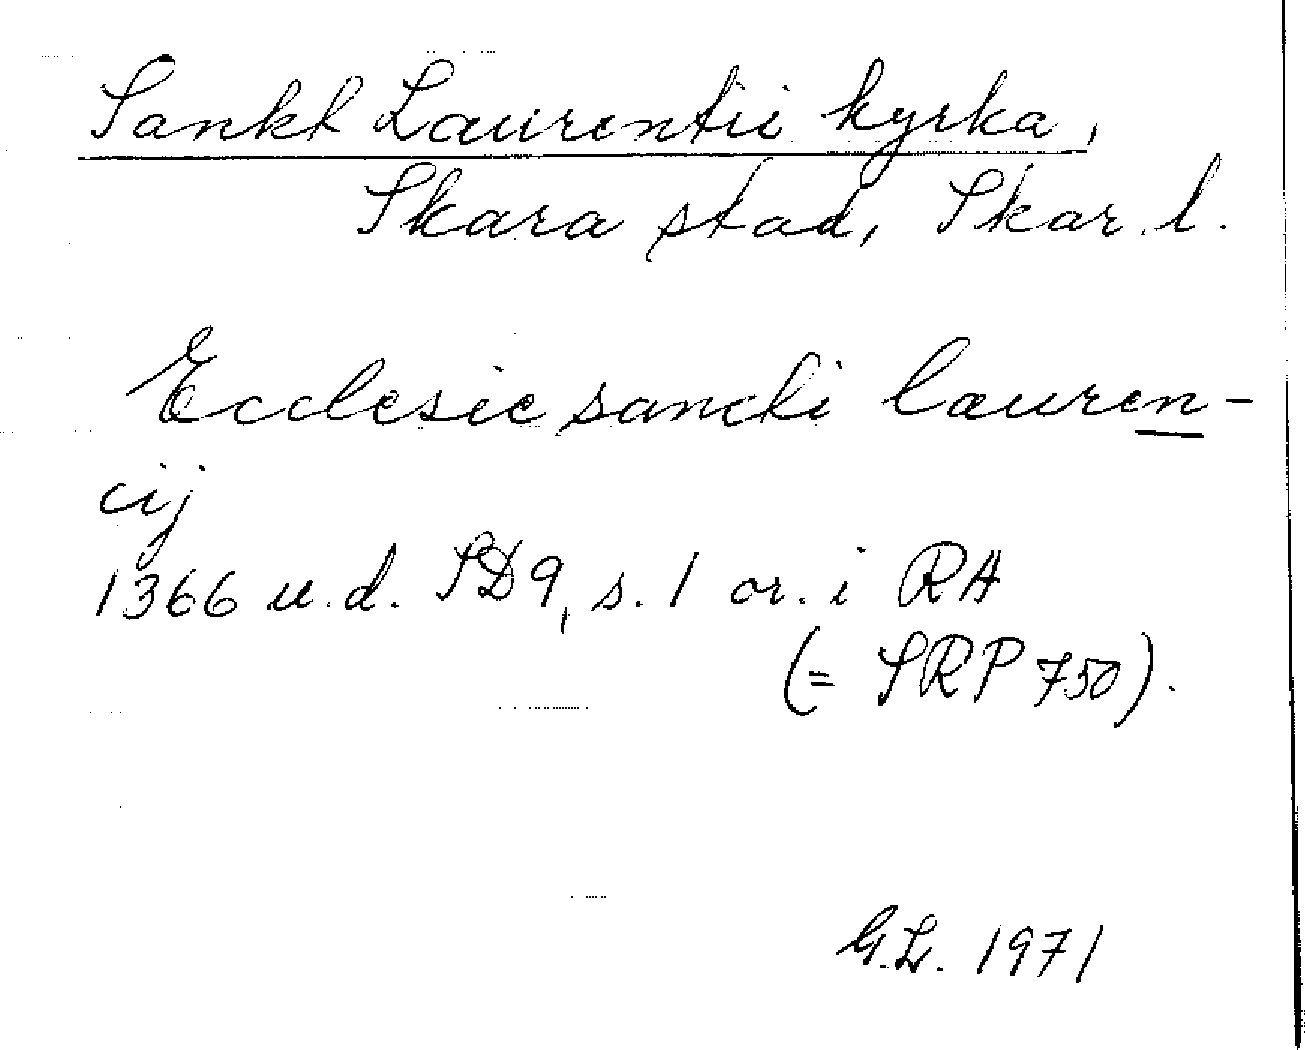 Sankt Laurentii kyrka,
Skara stad, Skar. l.
Ecclesie sancti lauren-
cij
1366 u.d. SD9, s. 1 or. i RA
(= SRP 750).
G.L. 1971